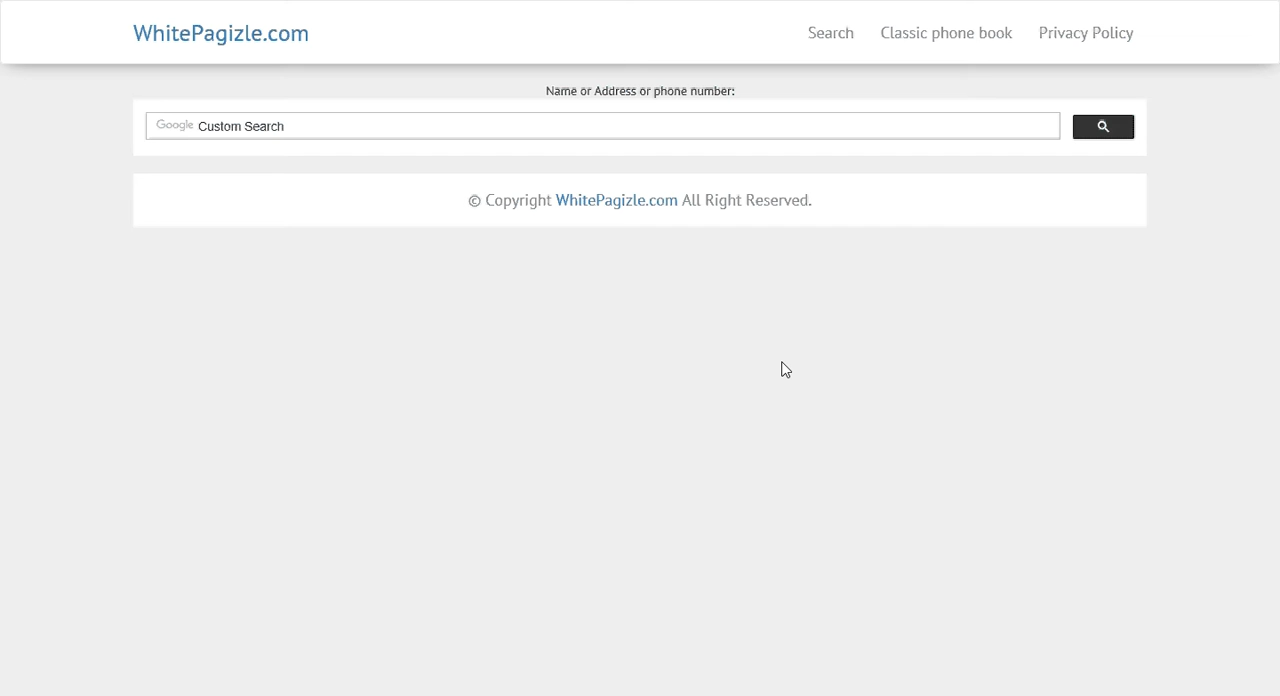 WhitePagizle.com
Search Classic phone book Privacy Policy
Name or Address or phone number:
Google Custom Search
© Copyright WhitePagizle.com All Right Reserved.